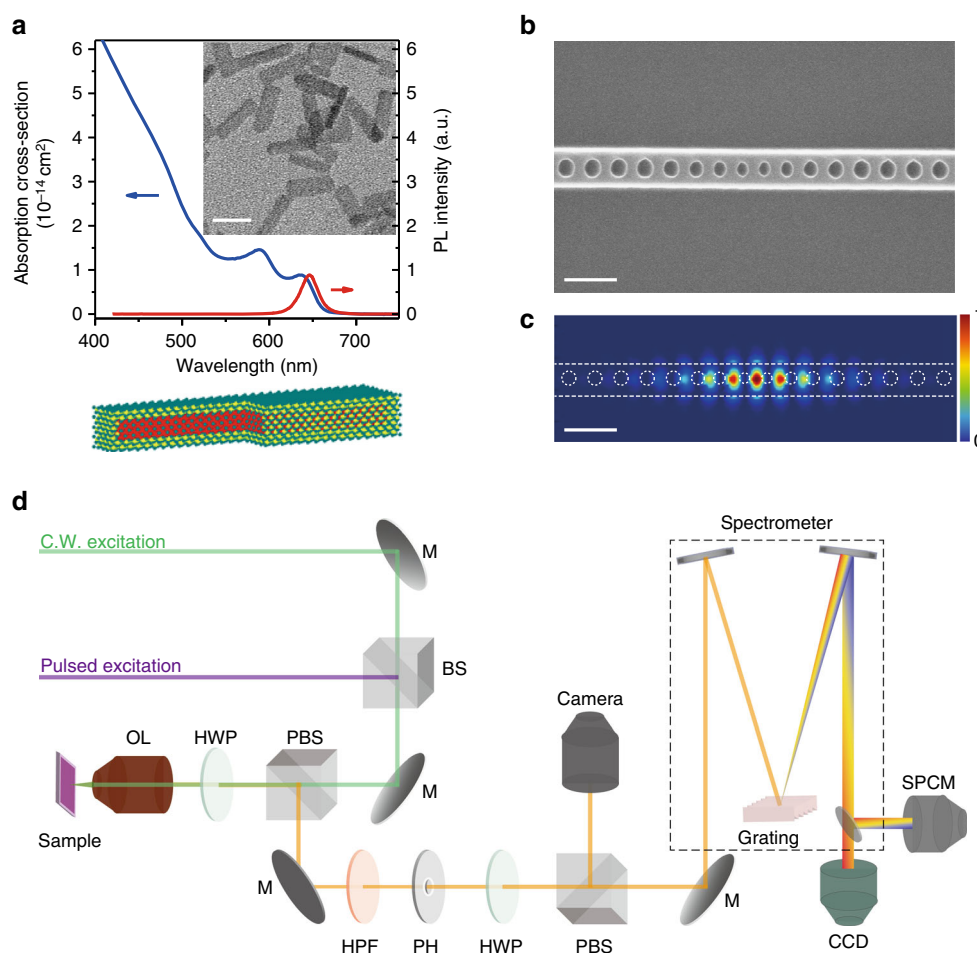 a
Absorption cross-section
(10⁻¹⁴ cm²)
6
5
4
3
2
1
0
6
5
4
3
2
1
0
PL intensity (a.u.)
400
500
600
700
Wavelength (nm)
b
c
0
d
C.W. excitation
M
Pulsed excitation
BS
OL
HWP
PBS
M
Sample
M
HPF
PH
HWP
PBS
M
Camera
Spectrometer
Grating
SPCM
CCD